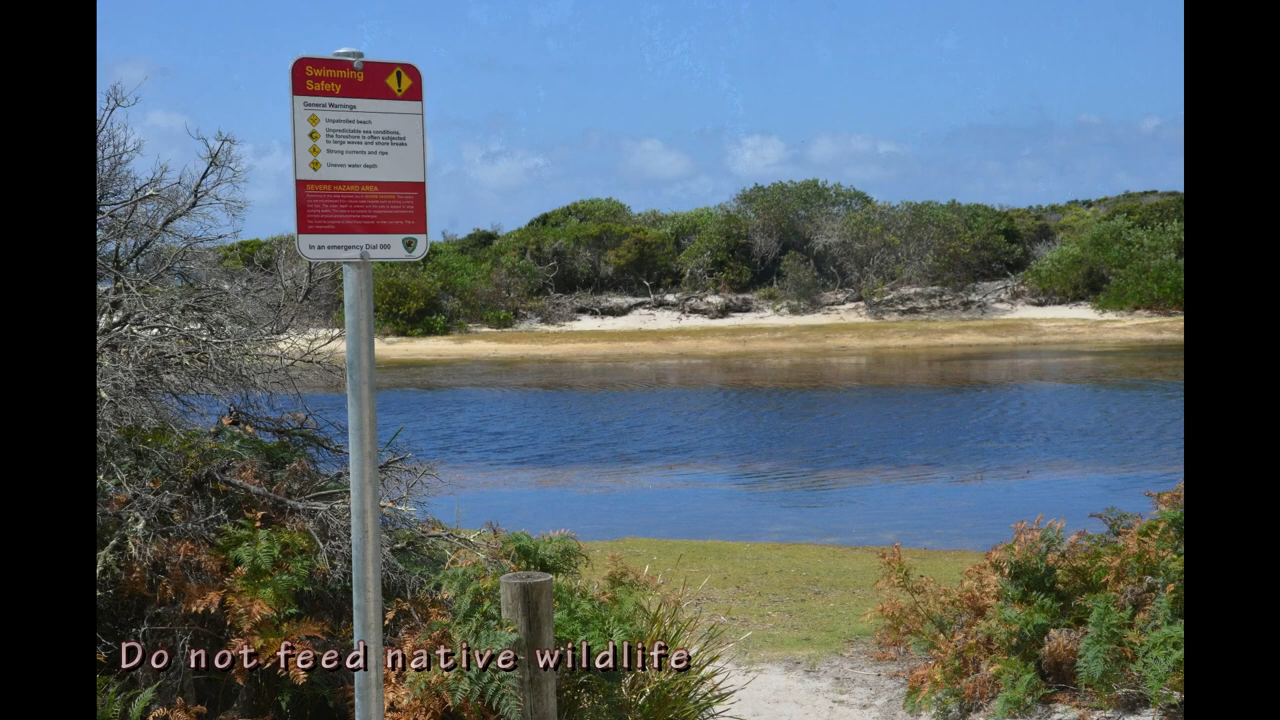 Swimming
Safety
General Warnings
Unpatrolled beach
Unpredictable sea conditions,
the foreshore is often subjected
to large waves and shore breaks
Strong currents and rips
Uneven water depth
SEVERE HAZARD AREA
In an emergency Dial 000
Do not feed native wildlife